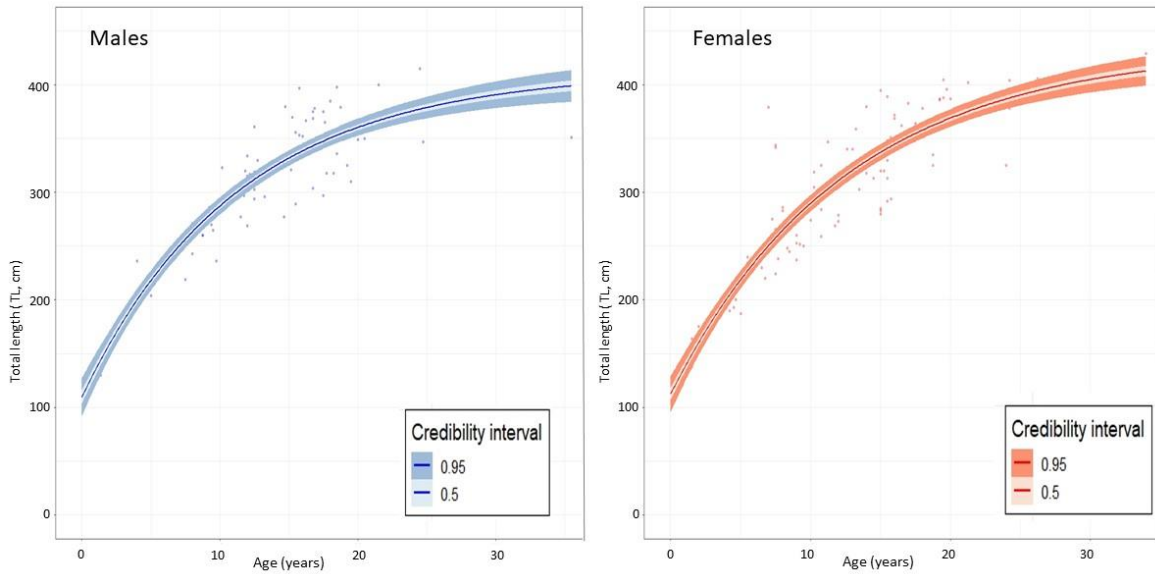 Males
Total length ( TL, cm)
400
300
200
100
0
0 10 20 30
Age (years)
Credibility interval
0.95
0.5
Females
Total length ( TL, cm)
400
300
200
100
0
0 10 20 30
Age (years)
Credibility interval
0.95
0.5